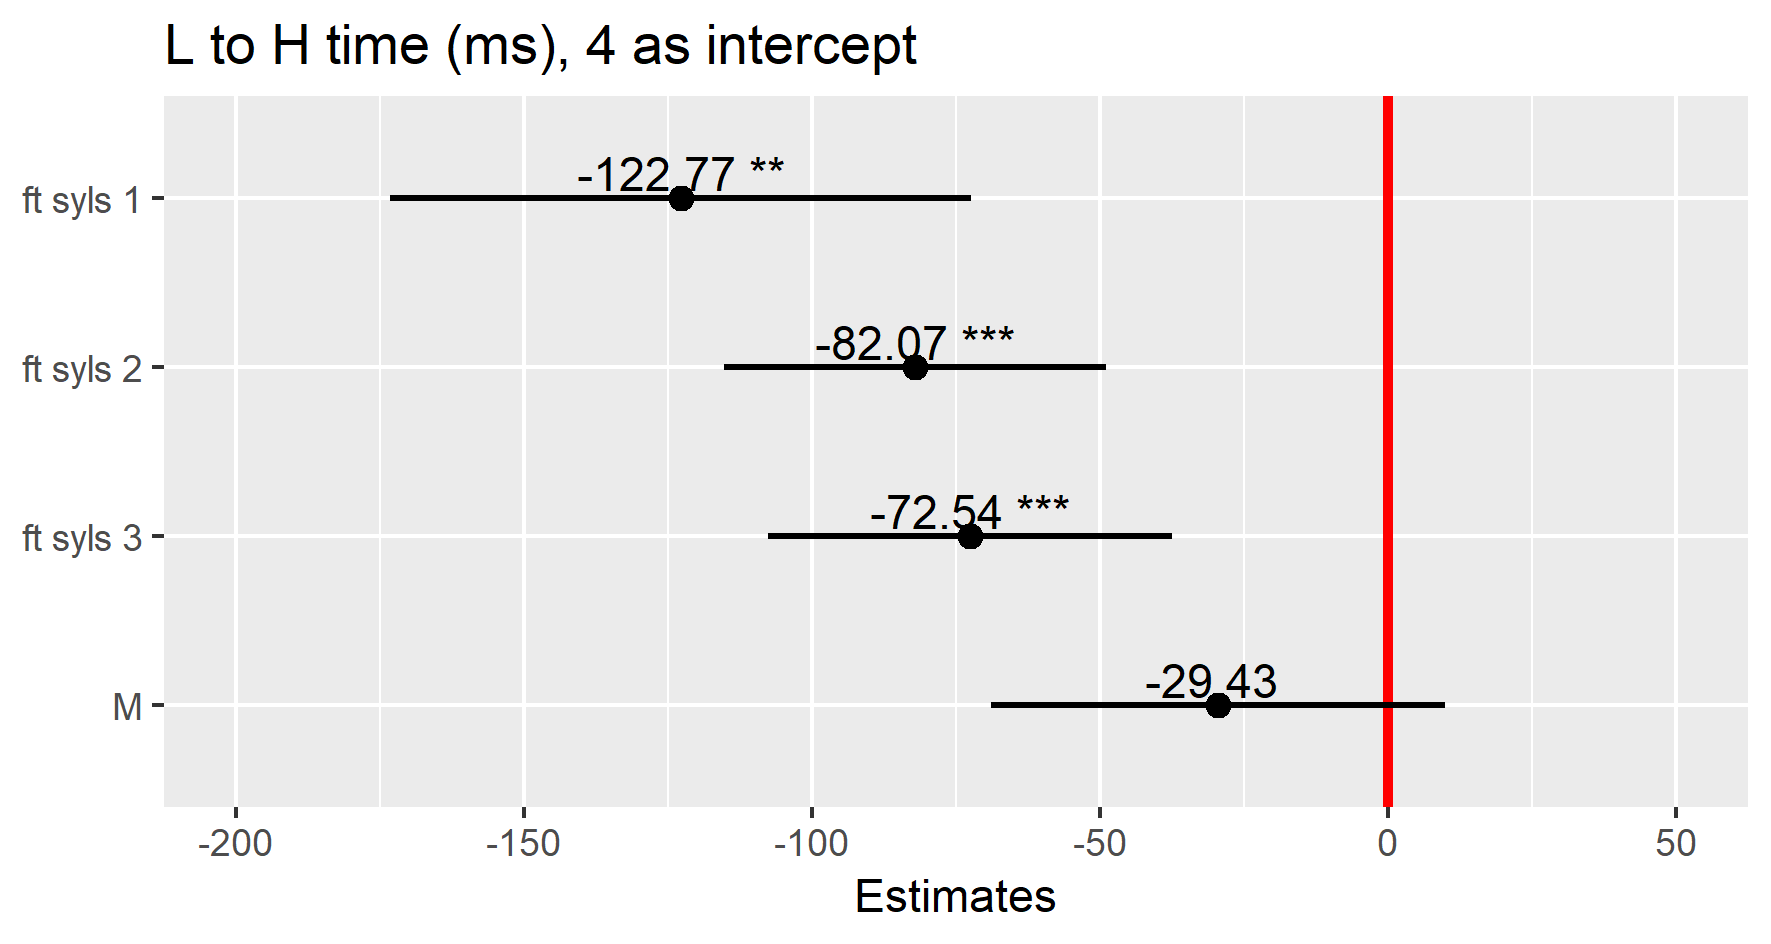 L to H time (ms), 4 as intercept
ft syls 1
-122.77 **
ft syls 2
-82.07 ***
ft syls 3
-72.54 ***
M
-29.43
-200 -150 -100 -50 0 50
Estimates